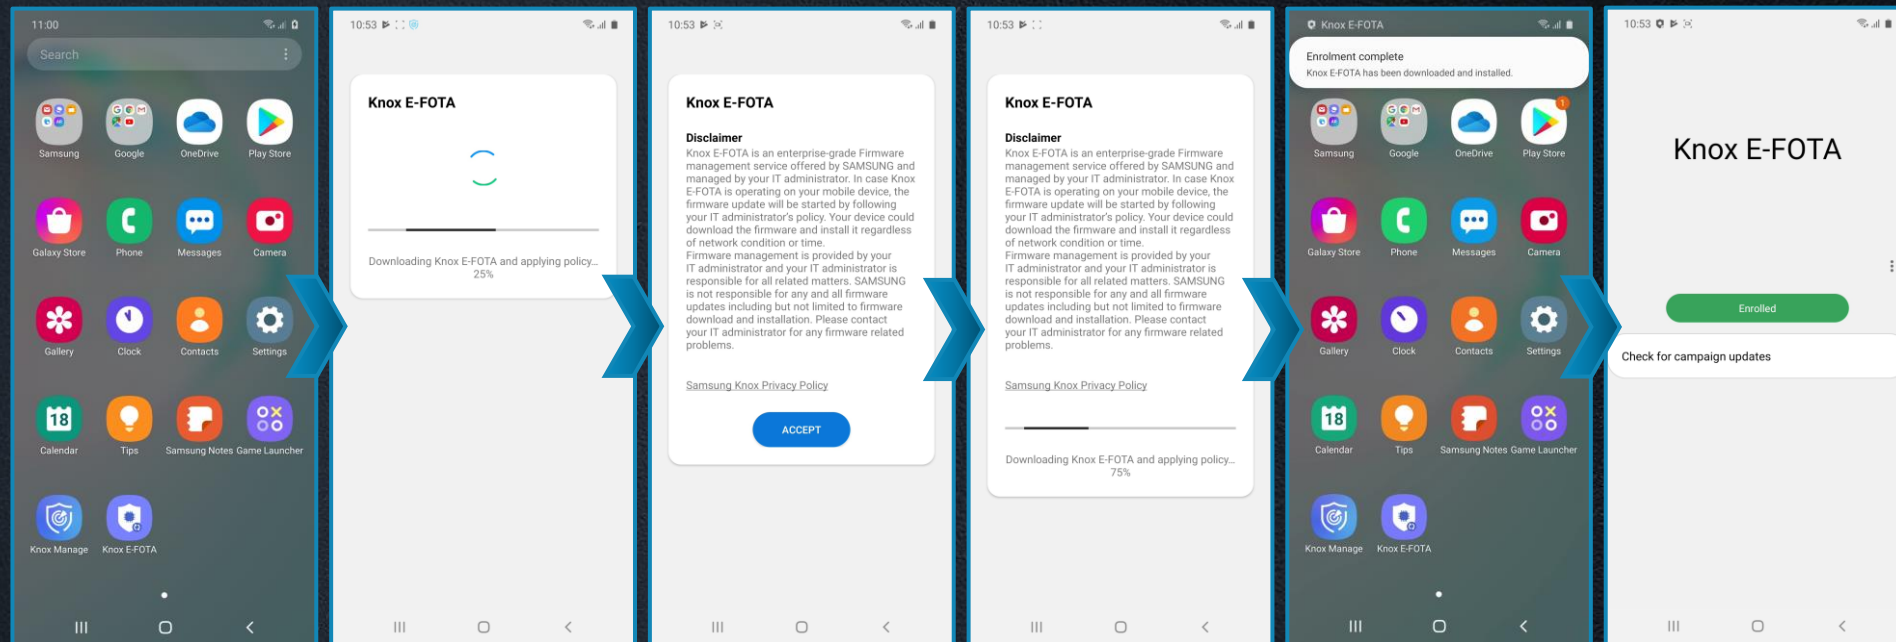 11:00
Search
Samsung
Google
OneDrive
Play Store
Galaxy Store
Phone
Messages
Camera
Gallery
Clock
Contacts
Settings
18
Calendar
Tips
Samsung Notes
Game Launcher
Knox Manage
Knox E-FOTA
10:53
Knox E-FOTA
Downloading Knox E-FOTA and applying policy...
25%
10:53
Knox E-FOTA
Disclaimer
Knox E-FOTA is an enterprise-grade Firmware
management service offered by SAMSUNG and
managed by your IT administrator. In case Knox
E-FOTA is operating on your mobile device, the
firmware update will be started by following
your IT administrator's policy. Your device could
download the firmware and install it regardless
of network condition or time.
Firmware management is provided by your
IT administrator and your IT administrator is
responsible for all related matters. SAMSUNG
is not responsible for any and all firmware
updates including but not limited to firmware
download and installation. Please contact
your IT administrator for any firmware related
problems.
Samsung Knox Privacy Policy
ACCEPT
10:53
Knox E-FOTA
Disclaimer
Knox E-FOTA is an enterprise-grade Firmware
management service offered by SAMSUNG and
managed by your IT administrator. In case Knox
E-FOTA is operating on your mobile device, the
firmware update will be started by following
your IT administrator's policy. Your device could
download the firmware and install it regardless
of network condition or time.
Firmware management is provided by your
IT administrator and your IT administrator is
responsible for all related matters. SAMSUNG
is not responsible for any and all firmware
updates including but not limited to firmware
download and installation. Please contact
your IT administrator for any firmware related
problems.
Samsung Knox Privacy Policy
Downloading Knox E-FOTA and applying policy...
75%
Knox E-FOTA
Enrolment complete
Knox E-FOTA has been downloaded and installed.
1
Samsung
Google
OneDrive
Play Store
Galaxy Store
Phone
Messages
Camera
Gallery
Clock
Contacts
Settings
18
Calendar
Tips
Samsung Notes
Game Launcher
Knox Manage
Knox E-FOTA
10:53
Knox E-FOTA
Enrolled
Check for campaign updates